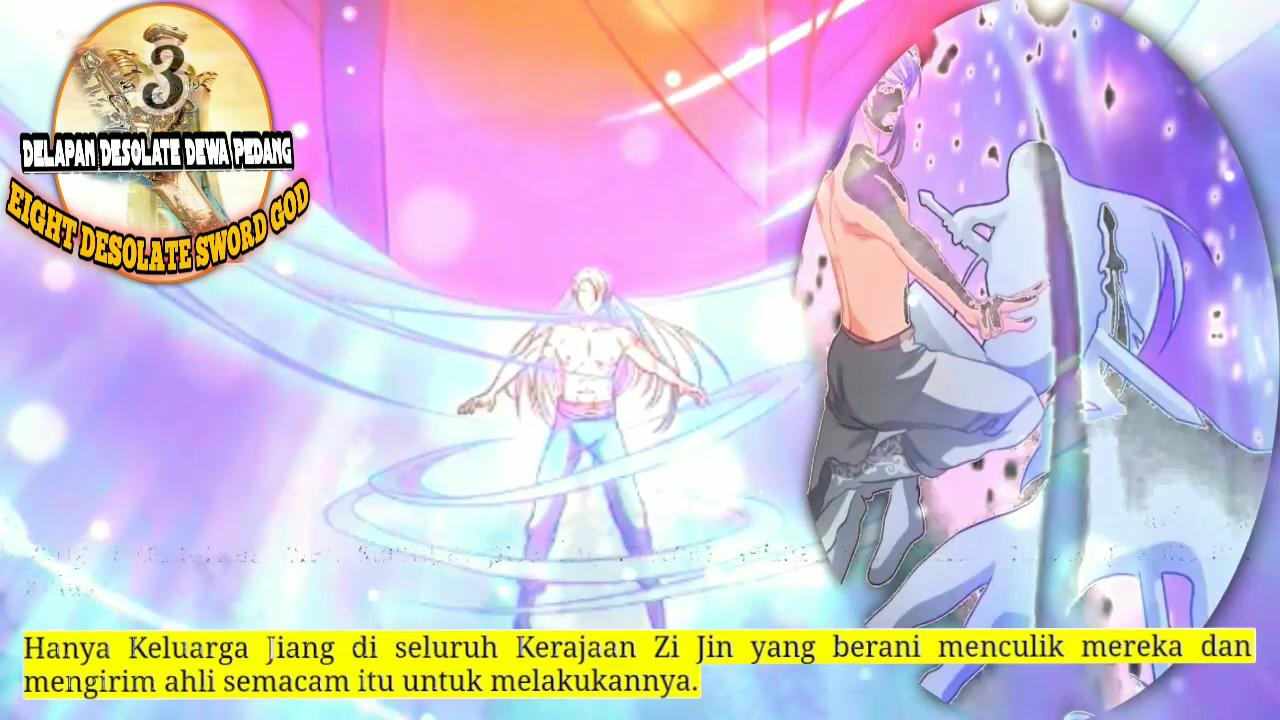 3
DELAPAN DESOLATE DEWA PEDANG
EIGHT DESOLATE SWORD GOD
Hanya Keluarga Jiang di seluruh Kerajaan Zi Jin yang berani menculik mereka dan
mengirim ahli semacam itu untuk melakukannya.